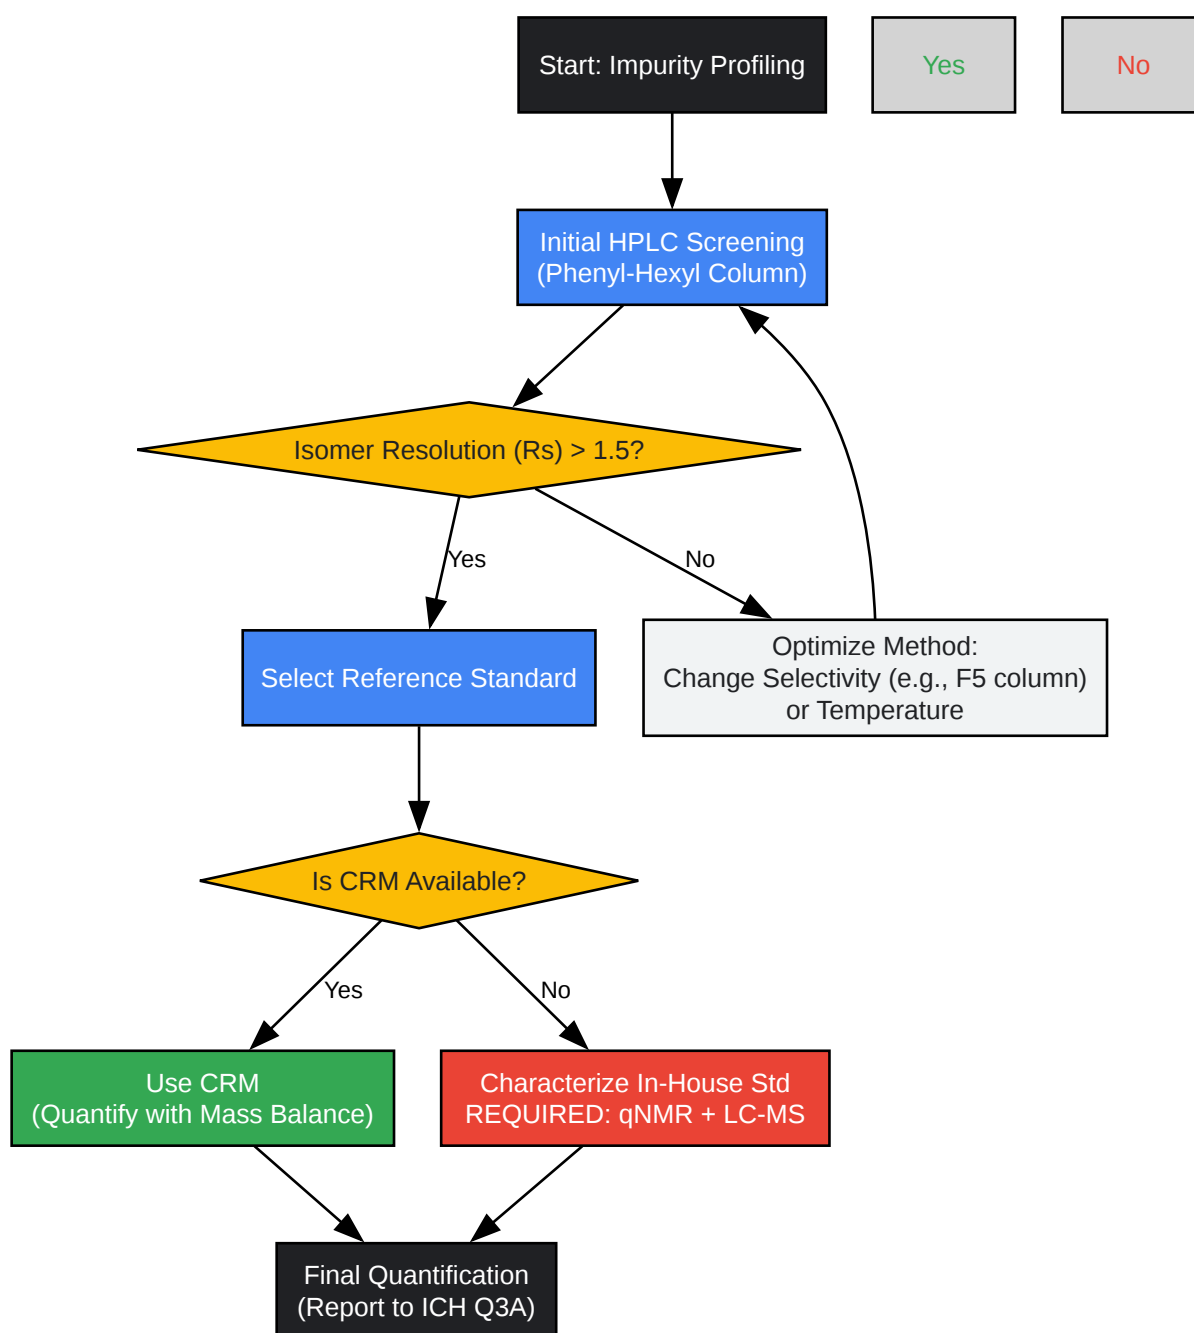 Start: Impurity Profiling
Yes
No
Initial HPLC Screening
(Phenyl-Hexyl Column)
Isomer Resolution (Rs) > 1.5?
Yes
No
Select Reference Standard
Optimize Method:
Change Selectivity (e.g., F5 column)
or Temperature
Is CRM Available?
Yes
No
Use CRM
(Quantify with Mass Balance)
Characterize In-House Std
REQUIRED: qNMR + LC-MS
Final Quantification
(Report to ICH Q3A)